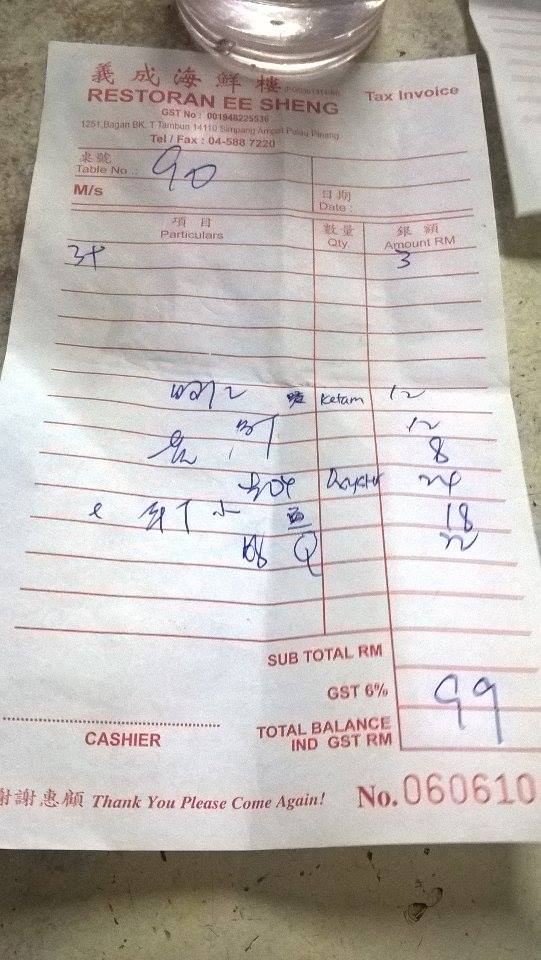 義成海鮮樓
RESTORAN EE SHENG
Tax Invoice
GST No : 001948225536
1251,Bagan BK. T Tambun 14110 Simpang Ampat Pulau Pinang
Tel / Fax : 04-588 7220
桌號
Table No .: 90
M/s
日期
Date :
項目 數量 銀額
Particulars Qty. Amount RM
3
Ketam 12
12
8
24
小 18
Q 22
SUB TOTAL RM
GST 6%
99
TOTAL BALANCE
IND GST RM
CASHIER
謝謝惠顧 Thank You Please Come Again!
No. 060610